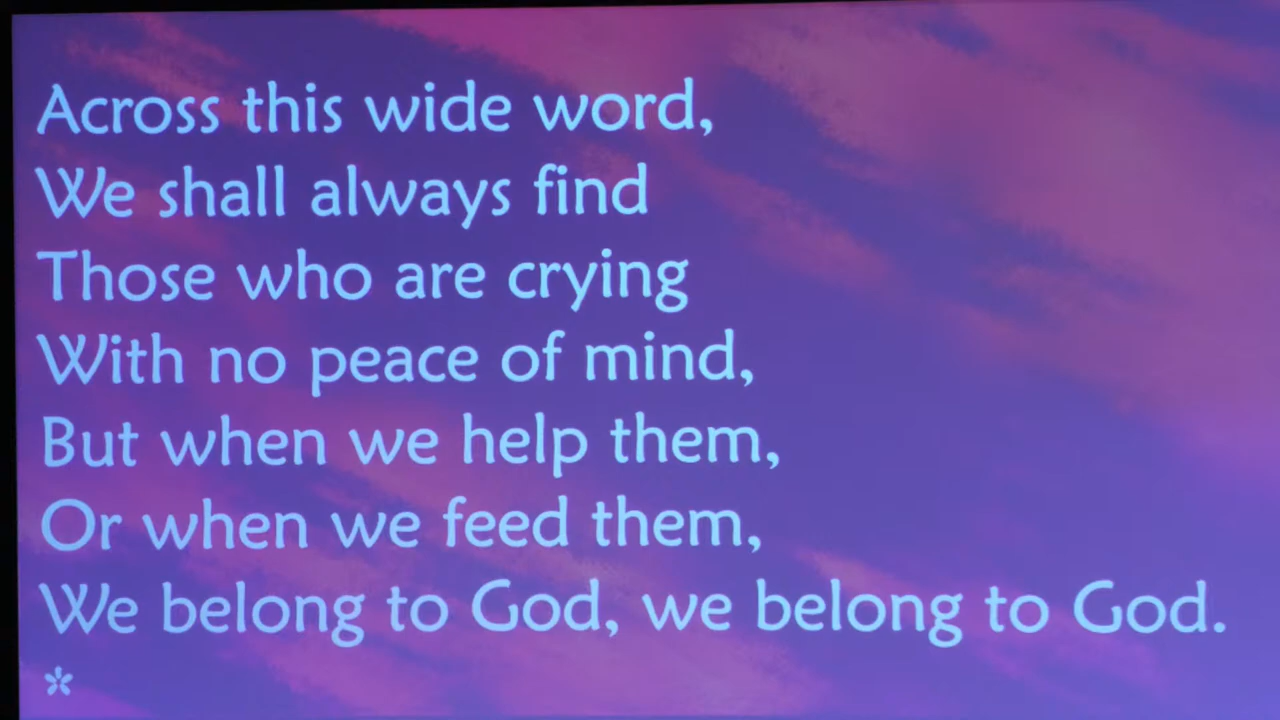 Across this wide word,
We shall always find
Those who are crying
With no peace of mind,
But when we help them,
Or when we feed them,
We belong to God, we belong to God.
*